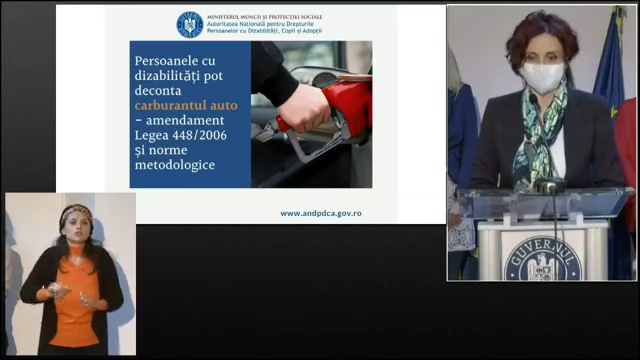 MINISTERUL MUNCII ȘI PROTECȚIEI SOCIALE
Autoritatea Națională pentru Drepturile
Persoanelor cu Dizabilități, Copii și Adopții
Persoanele cu
dizabilități pot
deconta
carburantul auto
– amendament
Legea 448/2006
și norme
metodologice
www.andpdca.gov.ro
GUVERNUL